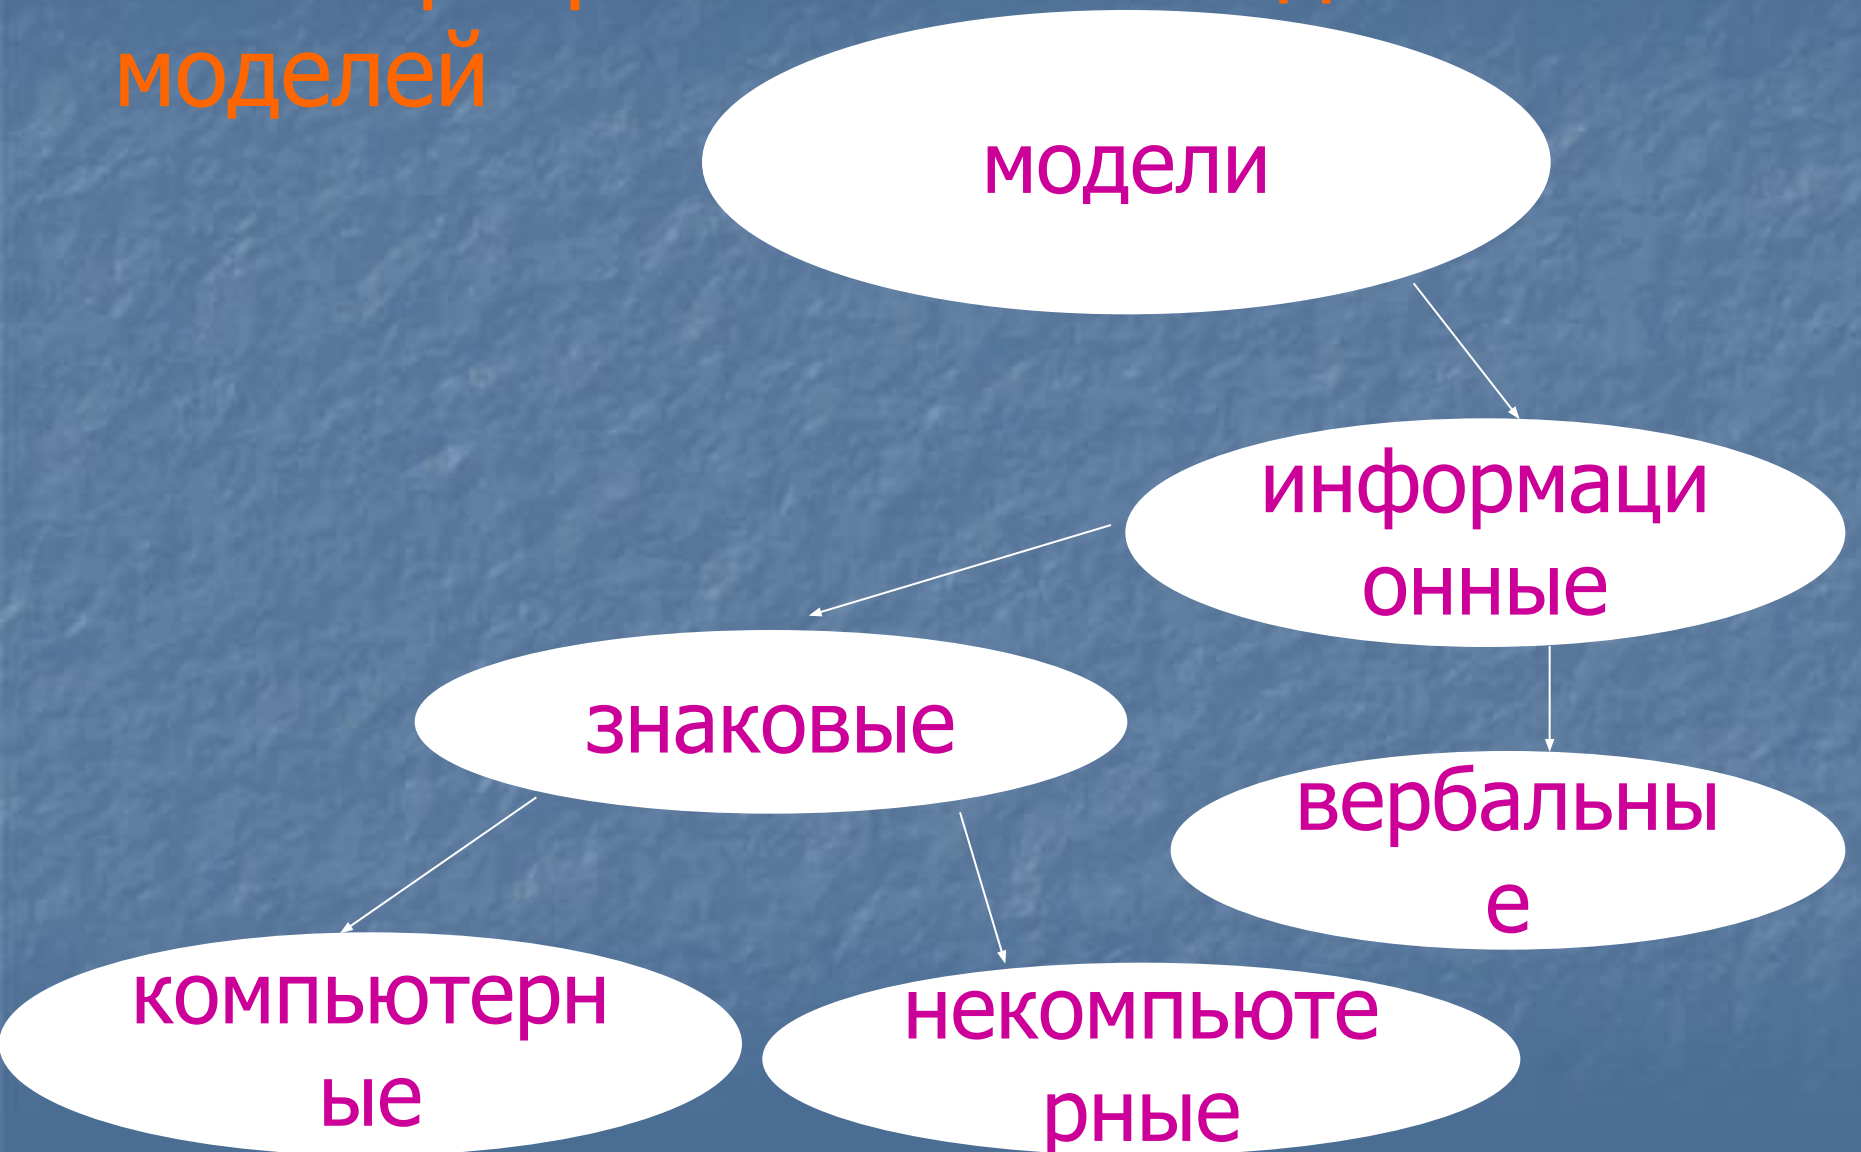 моделей
модели
информаци
онные
знаковые
вербальны
е
компьютерн
ые
некомпьюте
рные